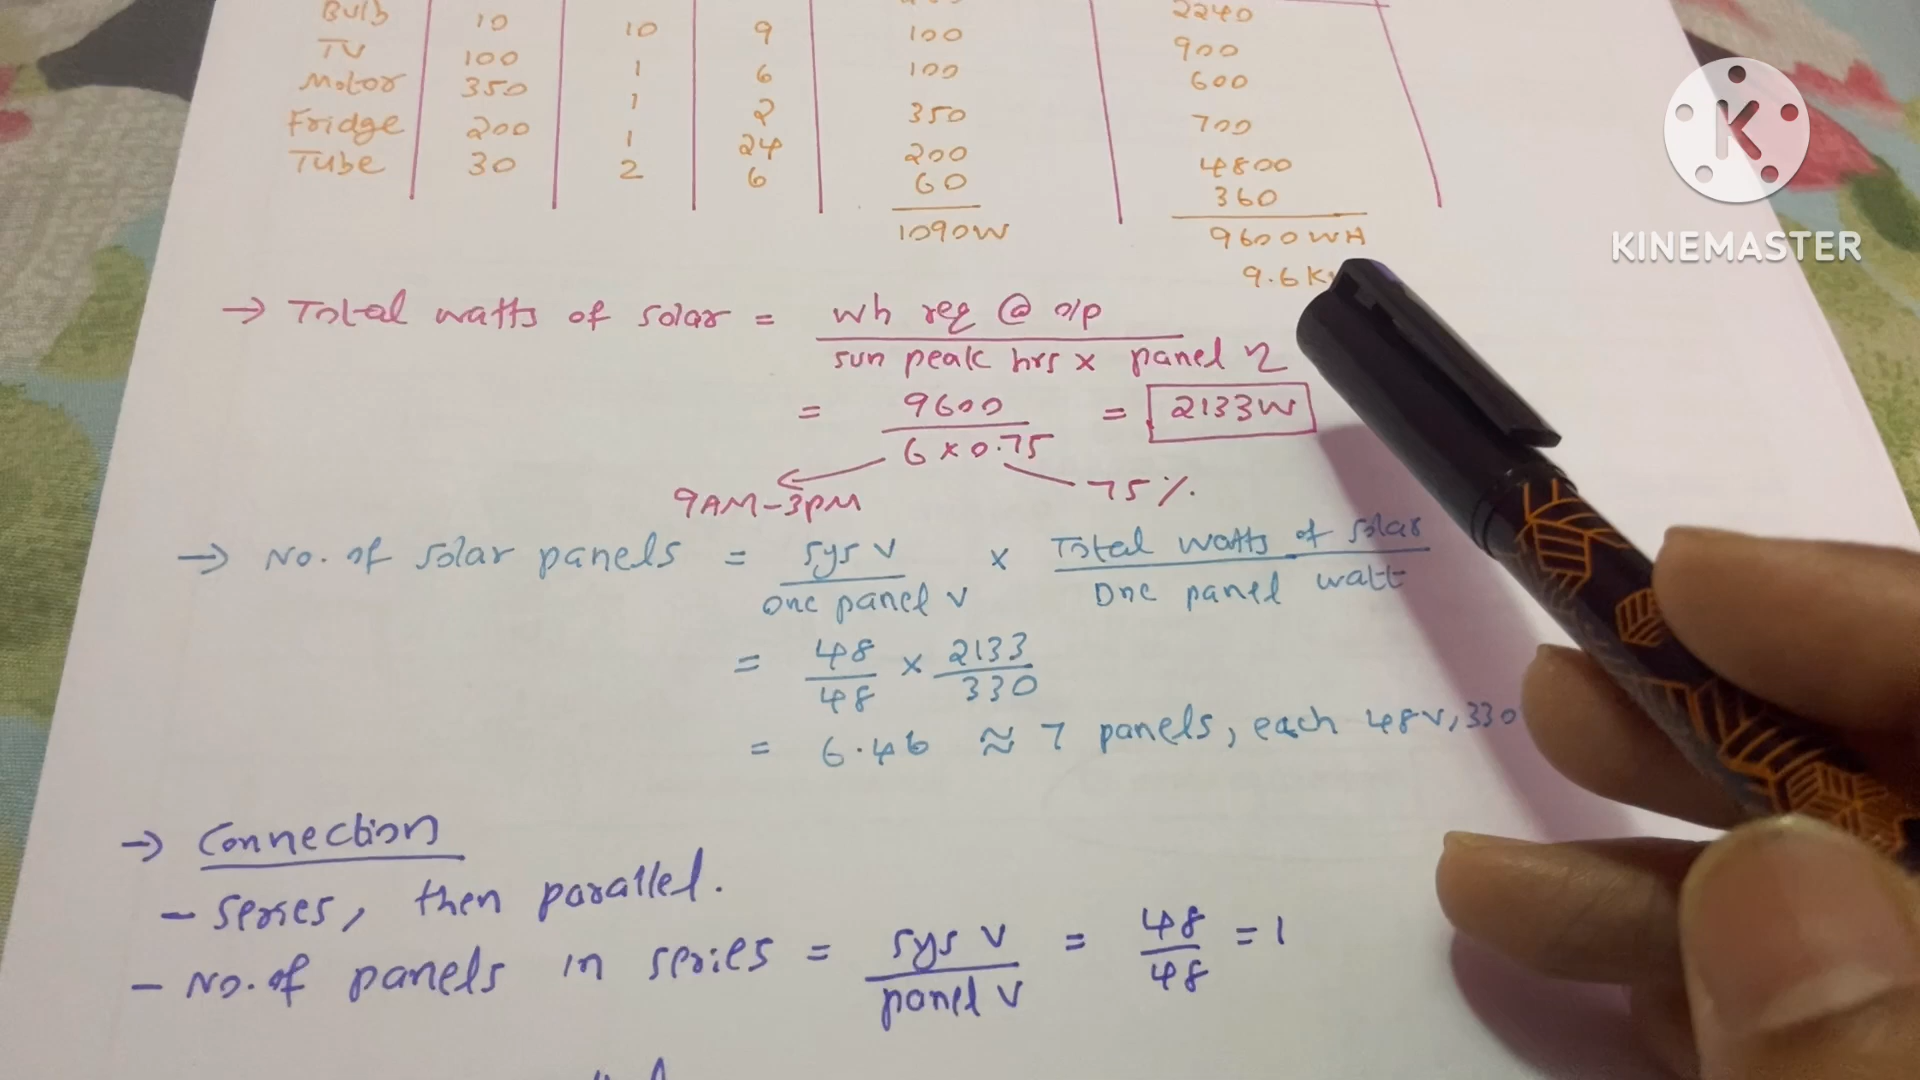 2240
Bulb 10 10 9 100 900
TV 100 1 6 100 600
Motor 350 1 2 350 700
Fridge 200 1 24 200 4800
Tube 30 2 6 60 360
1090W 9600WH
9.6K
→ Total watts of solar = Wh req @ o/p
sun peak hrs x panel η
= 9600 = 2133W
6 x 0.75
9AM-3PM 75%.
→ No. of solar panels = sys V x Total watts of solar
One panel V One panel watt
= 48 x 2133
48 330
= 6.46 ≈ 7 panels, each 48V, 330
→ Connection
- series, then parallel.
- No. of panels in series = sys V = 48 = 1
panel V 48
K
KINEMASTER